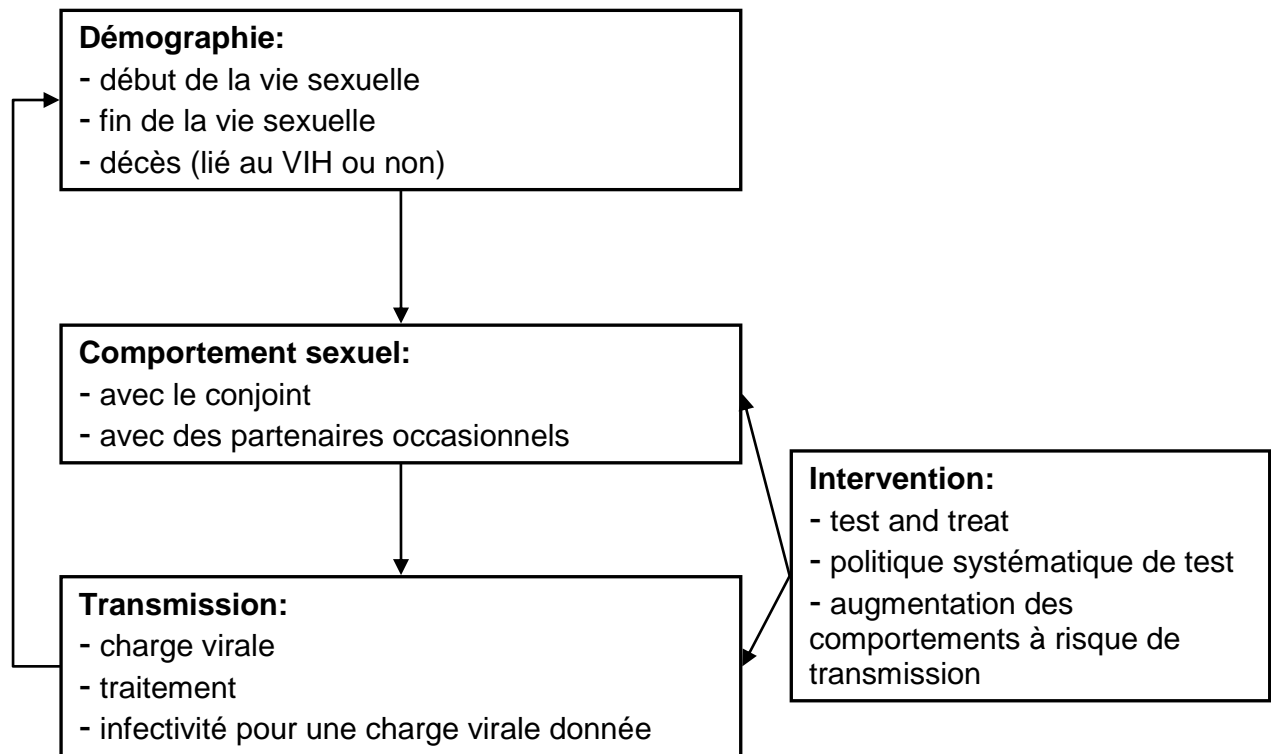 Démographie:
- début de la vie sexuelle
- fin de la vie sexuelle
- décès (lié au VIH ou non)
Comportement sexuel:
- avec le conjoint
- avec des partenaires occasionnels
Intervention:
- test and treat
- politique systématique de test
- augmentation des
comportements à risque de
transmission
Transmission:
- charge virale
- traitement
- infectivité pour une charge virale donnée